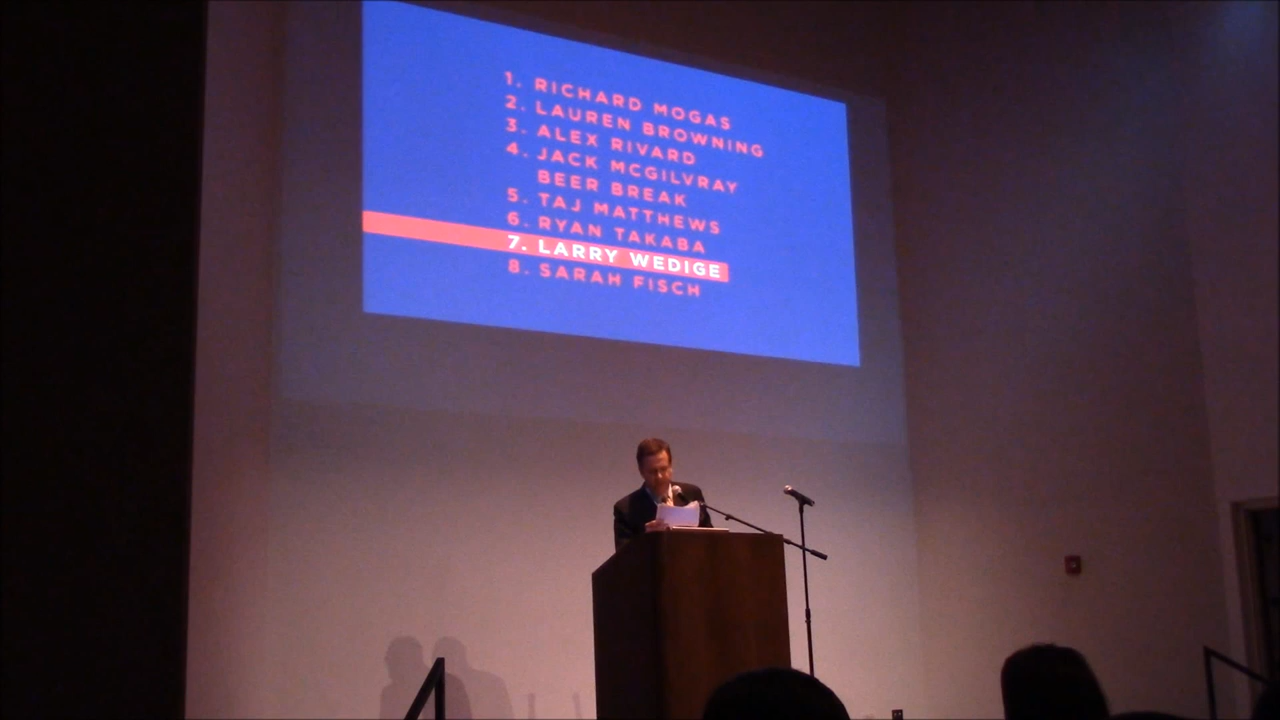 1. RICHARD MOGAS
2. LAUREN BROWNING
3. ALEX RIVARD
4. JACK MCGILVRAY
BEER BREAK
5. TAJ MATTHEWS
6. RYAN TAKABA
7. LARRY WEDIGE
8. SARAH FISCH